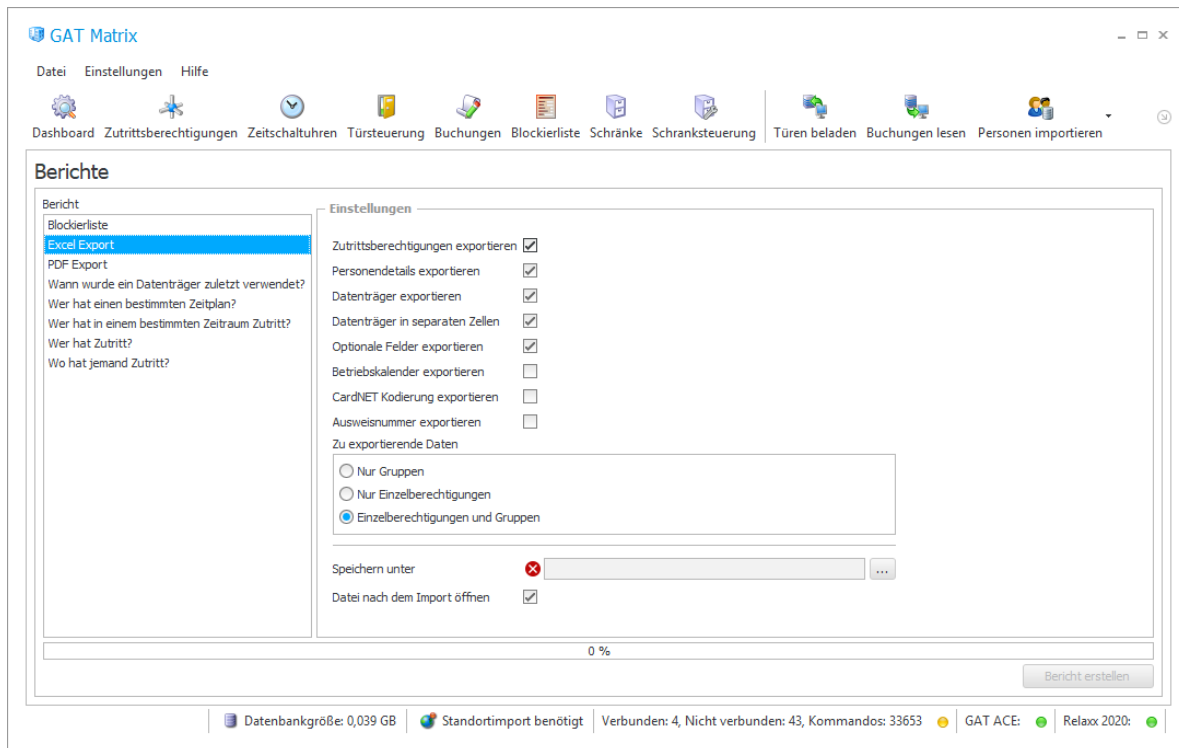 GAT Matrix
Datei Einstellungen Hilfe
Dashboard Zutrittsberechtigungen Zeitschaltuhren Türsteuerung Buchungen Blockierliste Schränke Schranksteuerung Türen beladen Buchungen lesen Personen importieren
Berichte
Bericht
Blockierliste
Excel Export
PDF Export
Wann wurde ein Datenträger zuletzt verwendet?
Wer hat einen bestimmten Zeitplan?
Wer hat in einem bestimmten Zeitraum Zutritt?
Wer hat Zutritt?
Wo hat jemand Zutritt?
Einstellungen
Zutrittsberechtigungen exportieren
Personendetails exportieren
Datenträger exportieren
Datenträger in separaten Zellen
Optionale Felder exportieren
Betriebskalender exportieren
CardNET Kodierung exportieren
Ausweisnummer exportieren
Zu exportierende Daten
Nur Gruppen
Nur Einzelberechtigungen
Einzelberechtigungen und Gruppen
Speichern unter
...
Datei nach dem Import öffnen
0 %
Bericht erstellen
Datenbankgröße: 0,039 GB Standortimport benötigt Verbunden: 4, Nicht verbunden: 43, Kommandos: 33653 GAT ACE: Relaxx 2020: